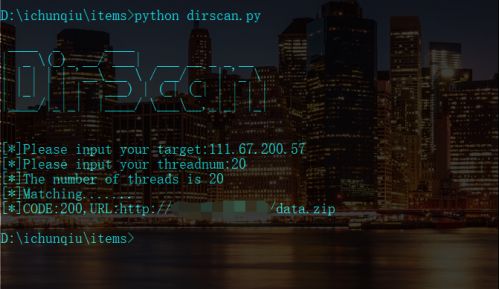 D:\ichunqiu\items>python dirscan.py
DirScan
[*]Please input your target:111.67.200.57
[*]Please input your threadnum:20
[*]The number of threads is 20
[*]Matching.......
[*]CODE:200,URL:http:// /data.zip
D:\ichunqiu\items>